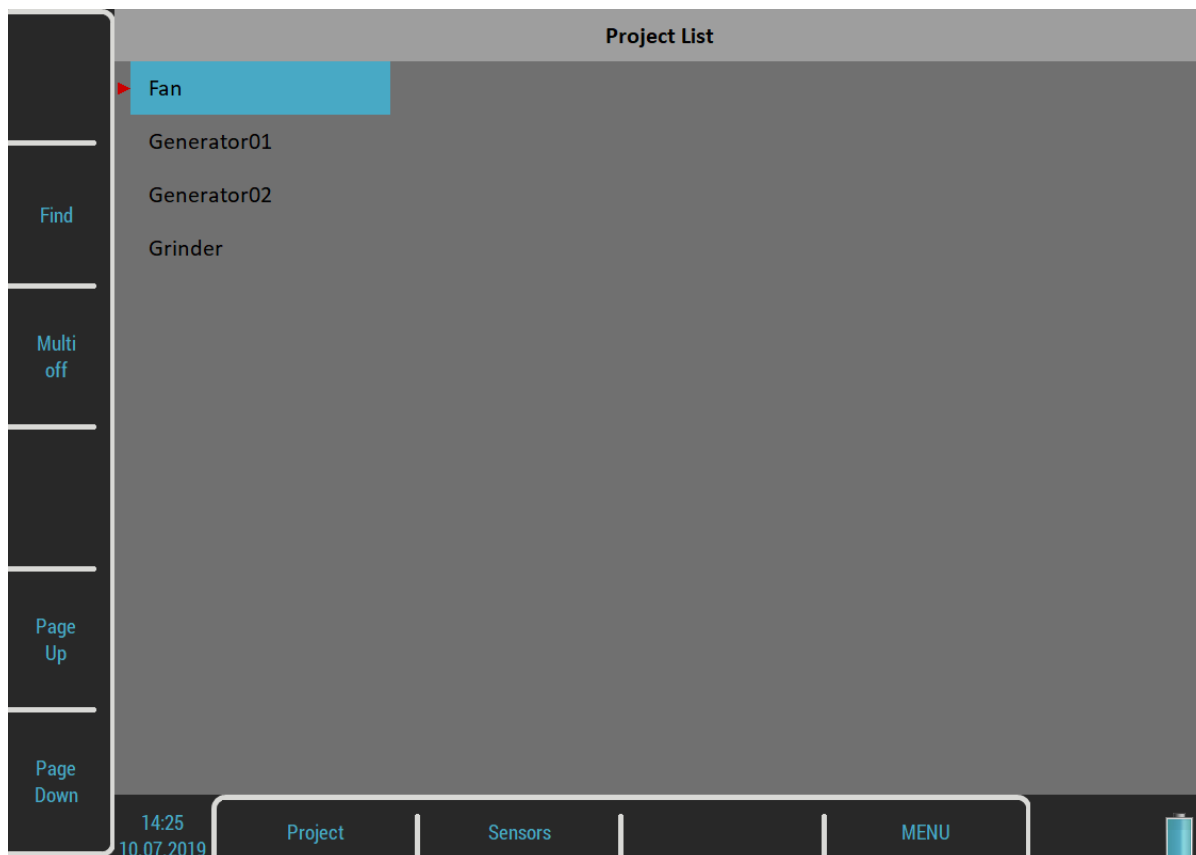 Project List
Fan
Generator01
Generator02
Grinder
Find
Multi
off
Page
Up
Page
Down
14:25
10.07.2019
Project
Sensors
MENU